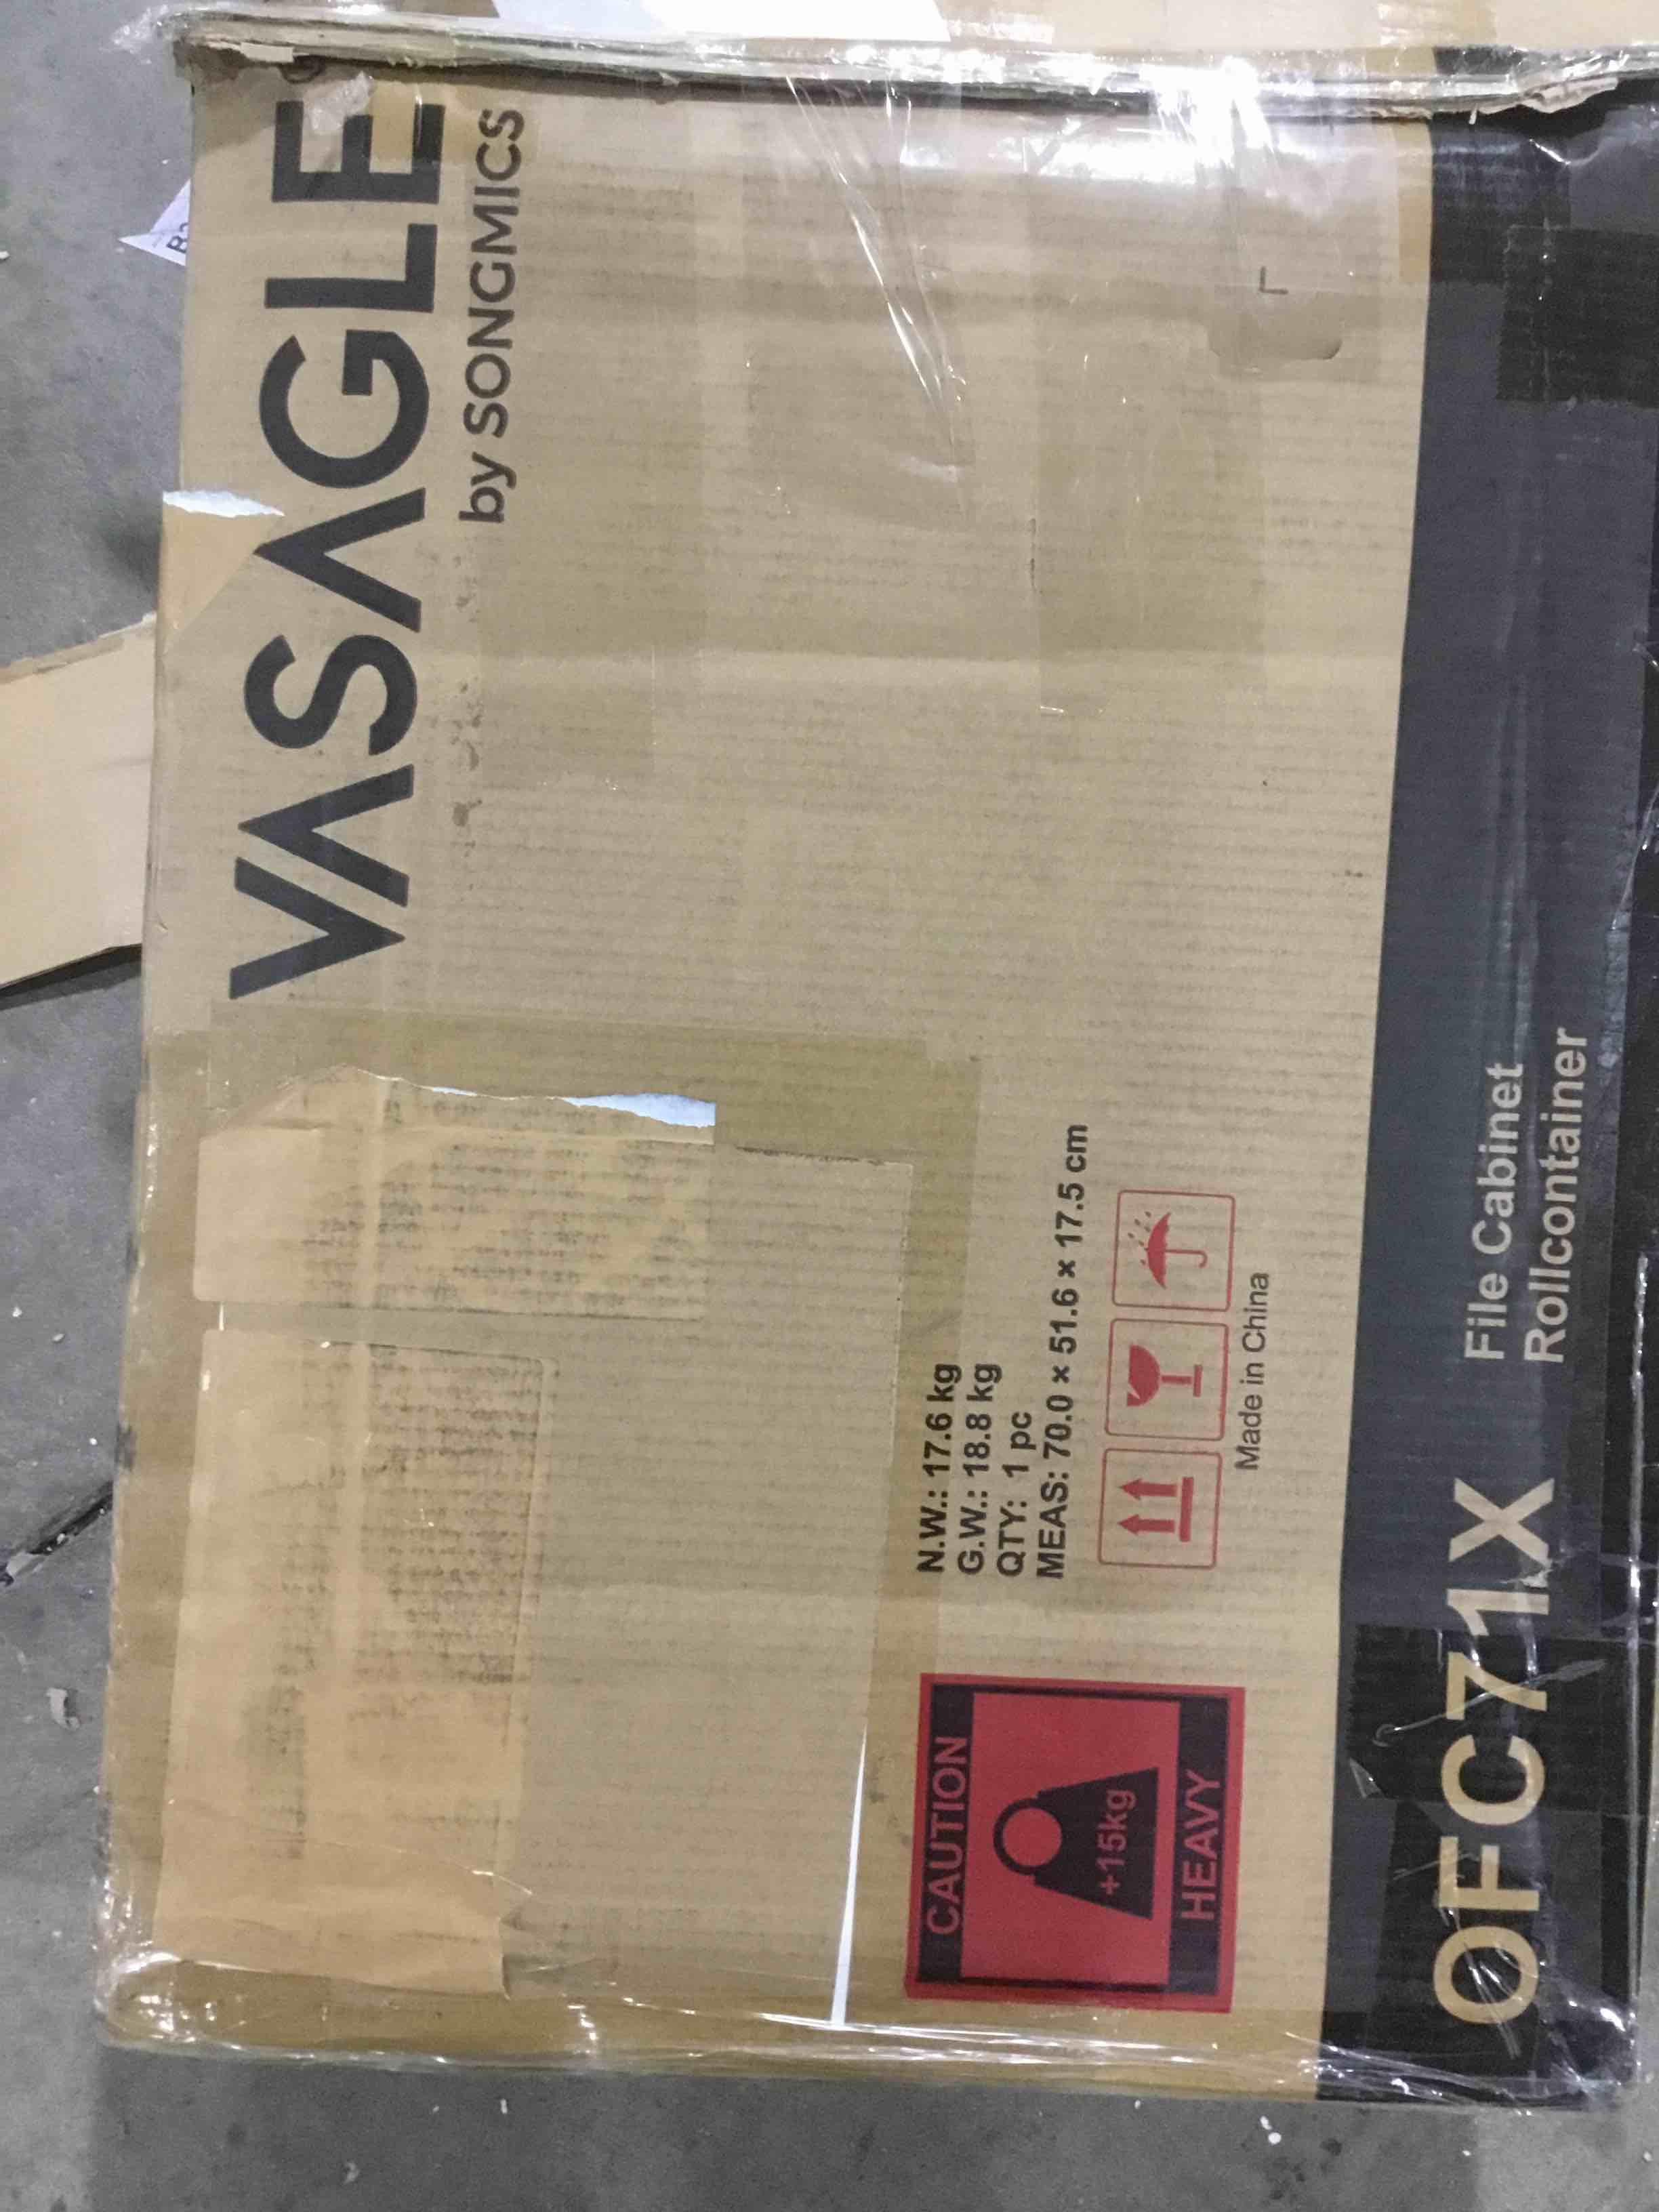 VASAGLE
by SONGMICS
N.W.: 17.6 kg
G.W.: 18.8 kg
QTY: 1 pc
MEAS: 70.0 × 51.6 × 17.5 cm
Made in China
CAUTION
+15kg
HEAVY
OFC71X
File Cabinet
Rollcontainer